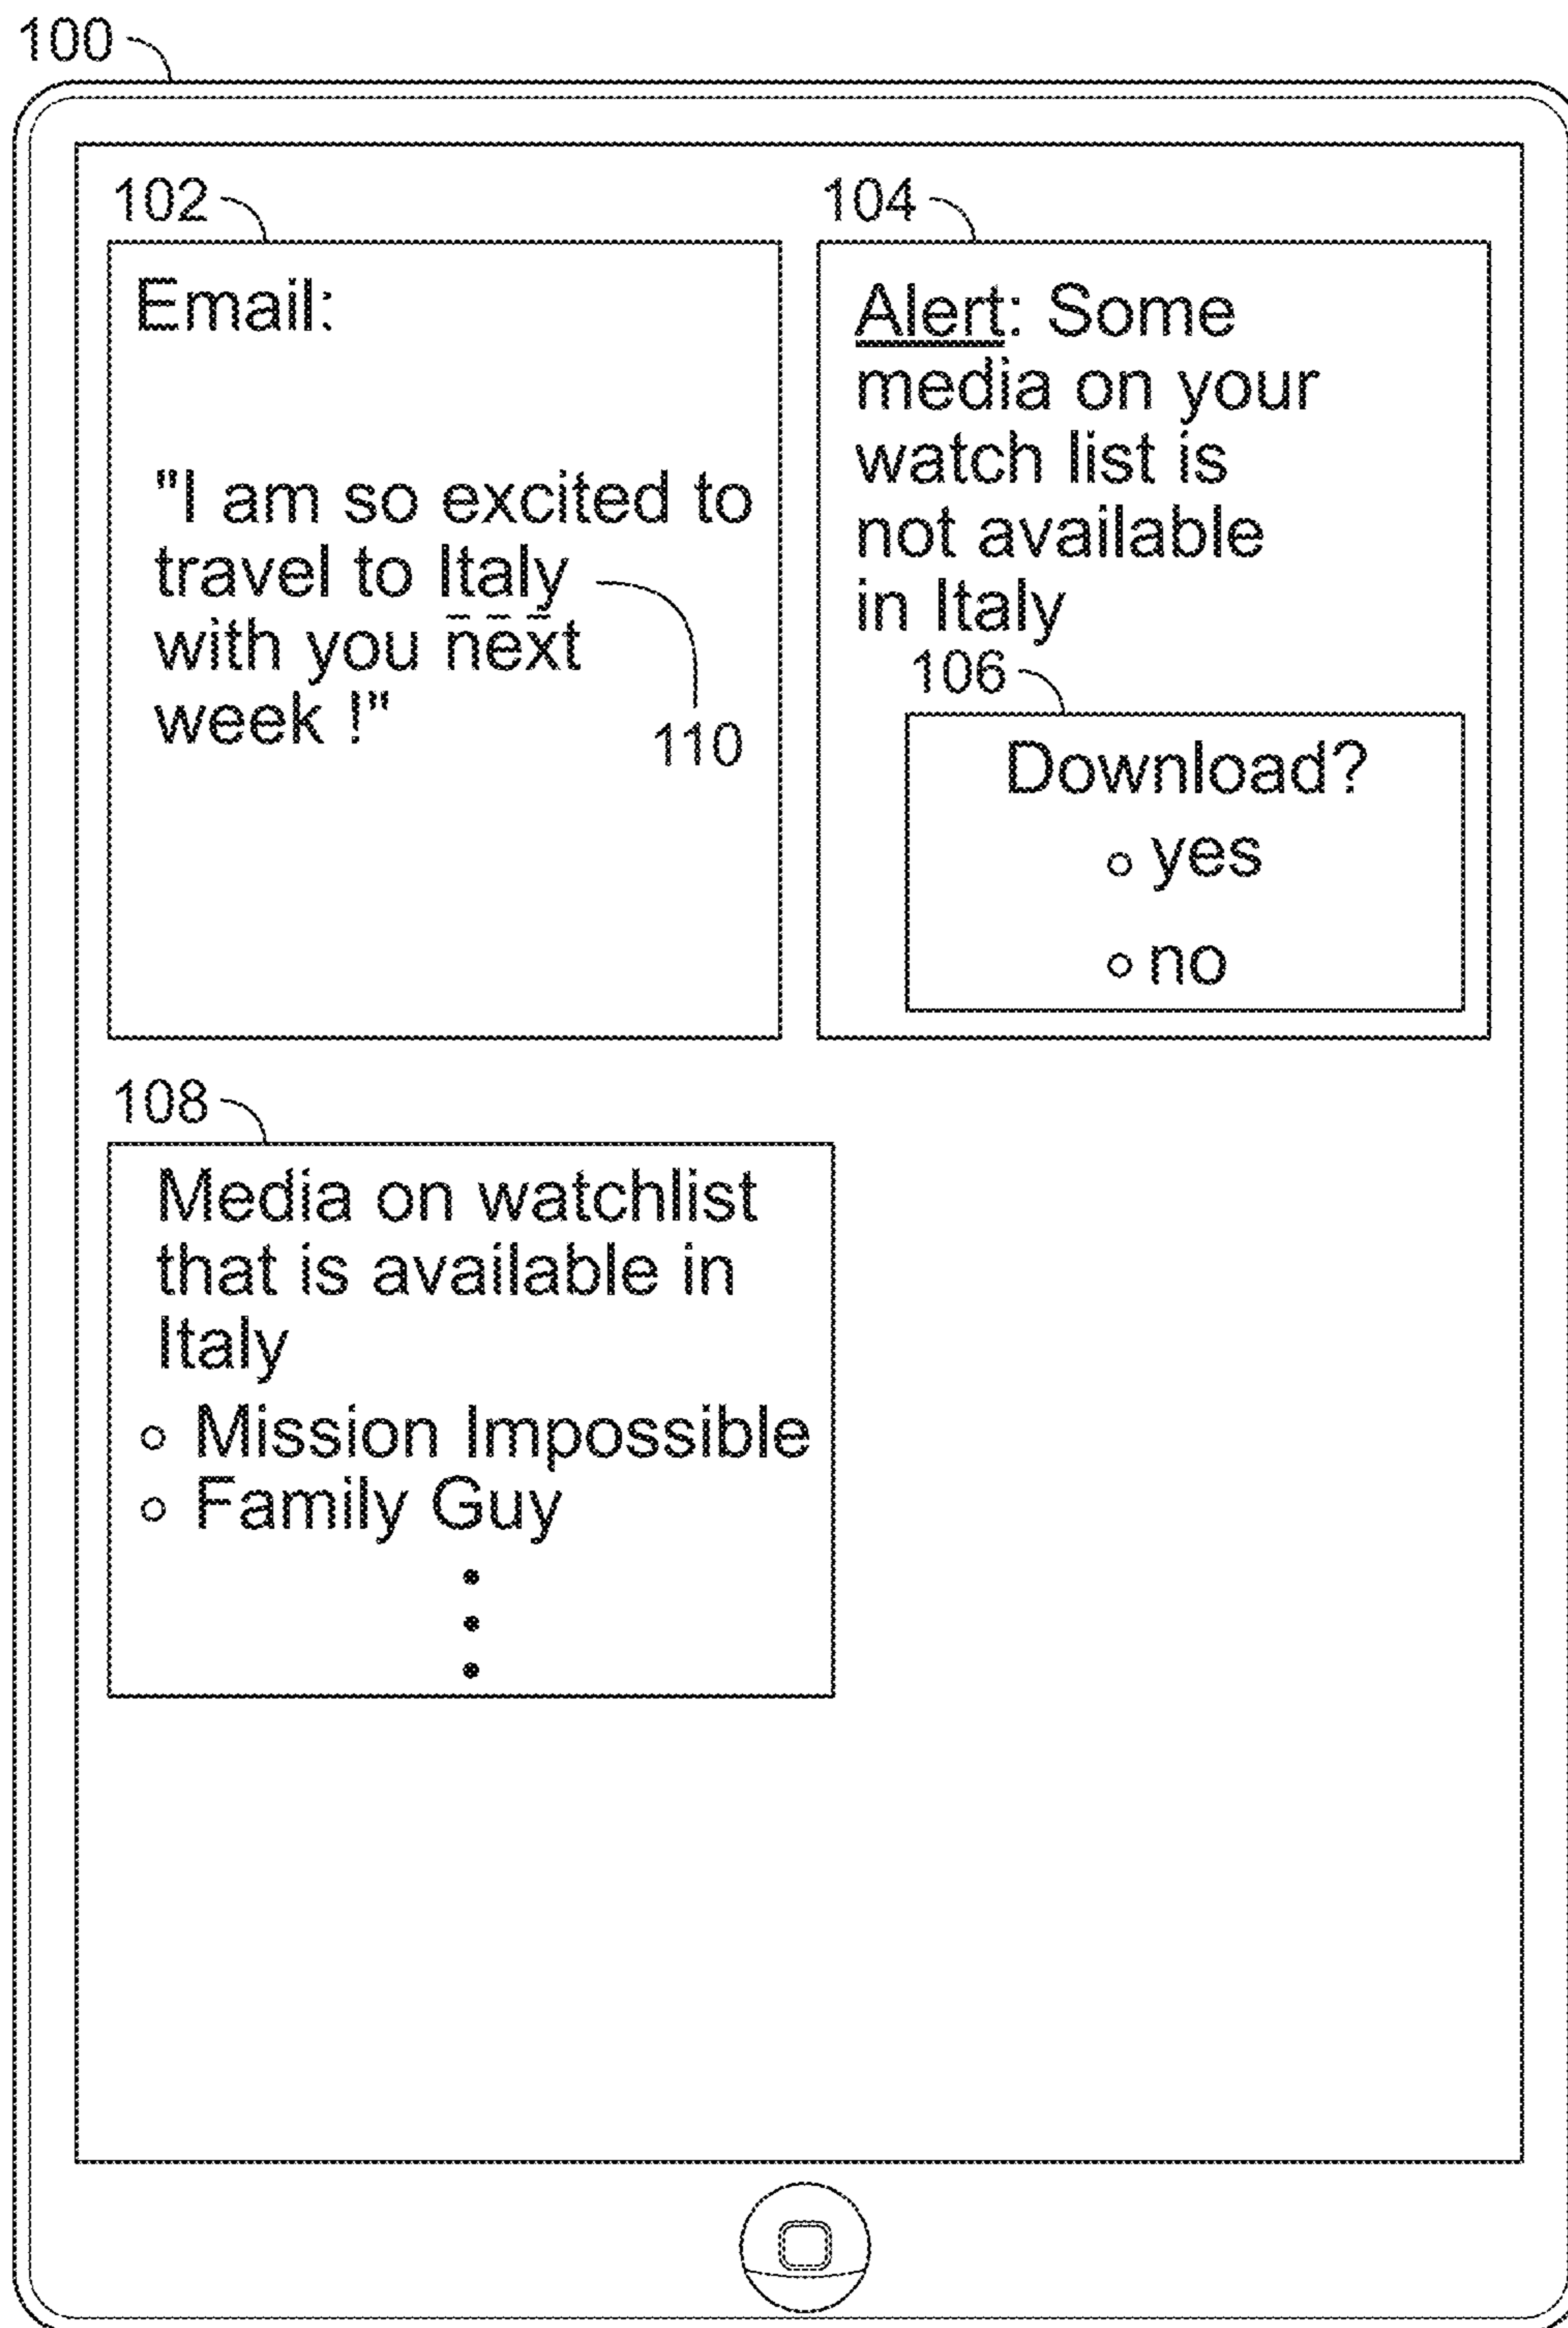 100
102
Email:
"I am so excited to
travel to Italy
with you next
week !"
110
104
Alert: Some
media on your
watch list is
not available
in Italy
106
Download?
yes
no
108
Media on watchlist
that is available in
Italy
Mission Impossible
Family Guy